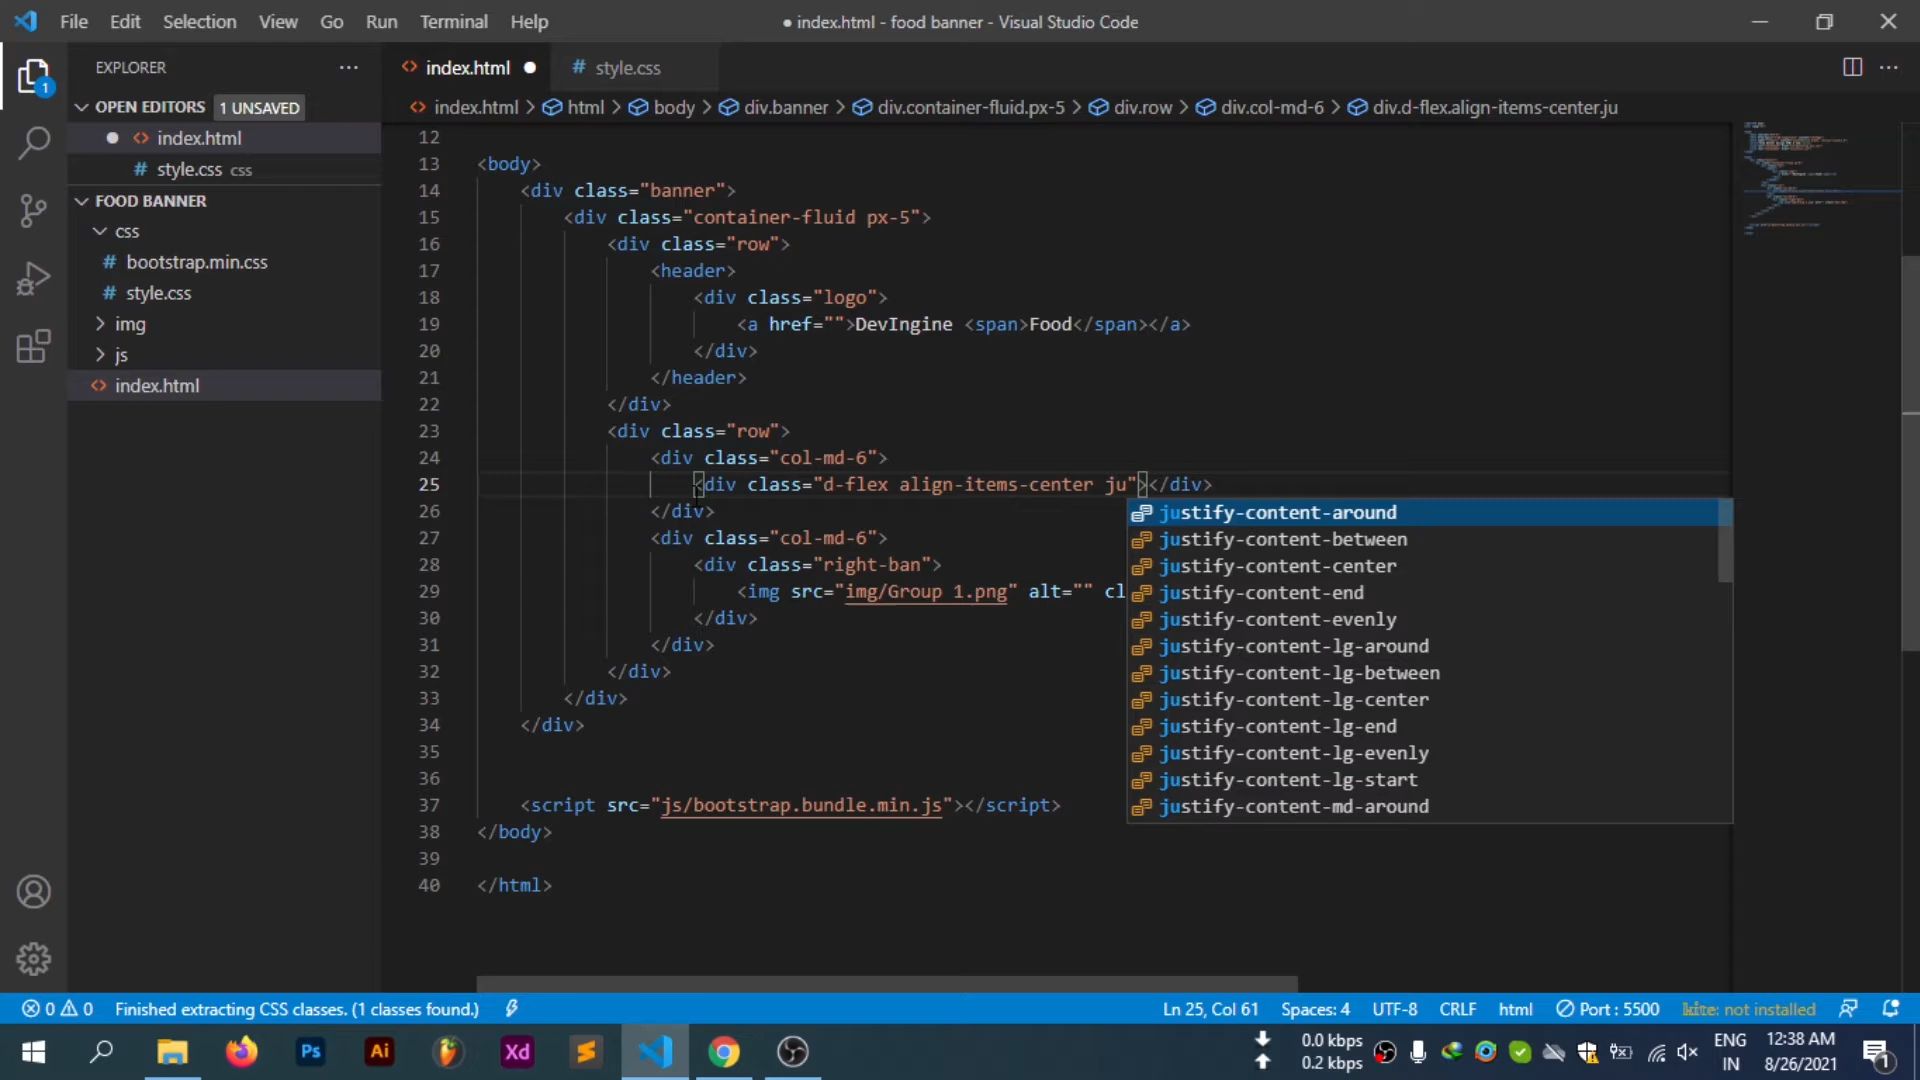 File Edit Selection View Go Run Terminal Help ● index.html - food banner - Visual Studio Code
EXPLORER
index.html
style.css
OPEN EDITORS 1 UNSAVED
index.html > html > body > div.banner > div.container-fluid.px-5 > div.row > div.col-md-6 > div.d-flex.align-items-center.ju
index.html
style.css css
FOOD BANNER
css
bootstrap.min.css
style.css
img
js
index.html
12
13 <body>
14 <div class="banner">
15 <div class="container-fluid px-5">
16 <div class="row">
17 <header>
18 <div class="logo">
19 <a href="">DevIngine <span>Food</span></a>
20 </div>
21 </header>
22 </div>
23 <div class="row">
24 <div class="col-md-6">
25 <div class="d-flex align-items-center ju"></div>
26 </div>
27 <div class="col-md-6">
28 <div class="right-ban">
29 <img src="img/Group 1.png" alt="" cl
30 </div>
31 </div>
32 </div>
33 </div>
34 </div>
35
36
37 <script src="js/bootstrap.bundle.min.js"></script>
38 </body>
39
40 </html>
justify-content-around
justify-content-between
justify-content-center
justify-content-end
justify-content-evenly
justify-content-lg-around
justify-content-lg-between
justify-content-lg-center
justify-content-lg-end
justify-content-lg-evenly
justify-content-lg-start
justify-content-md-around
1
0 0 Finished extracting CSS classes. (1 classes found.) Ln 25, Col 61 Spaces: 4 UTF-8 CRLF html Port : 5500 kite: not installed
Ps Ai Xd
0.0 kbps
0.2 kbps
ENG
IN
12:38 AM
8/26/2021
1